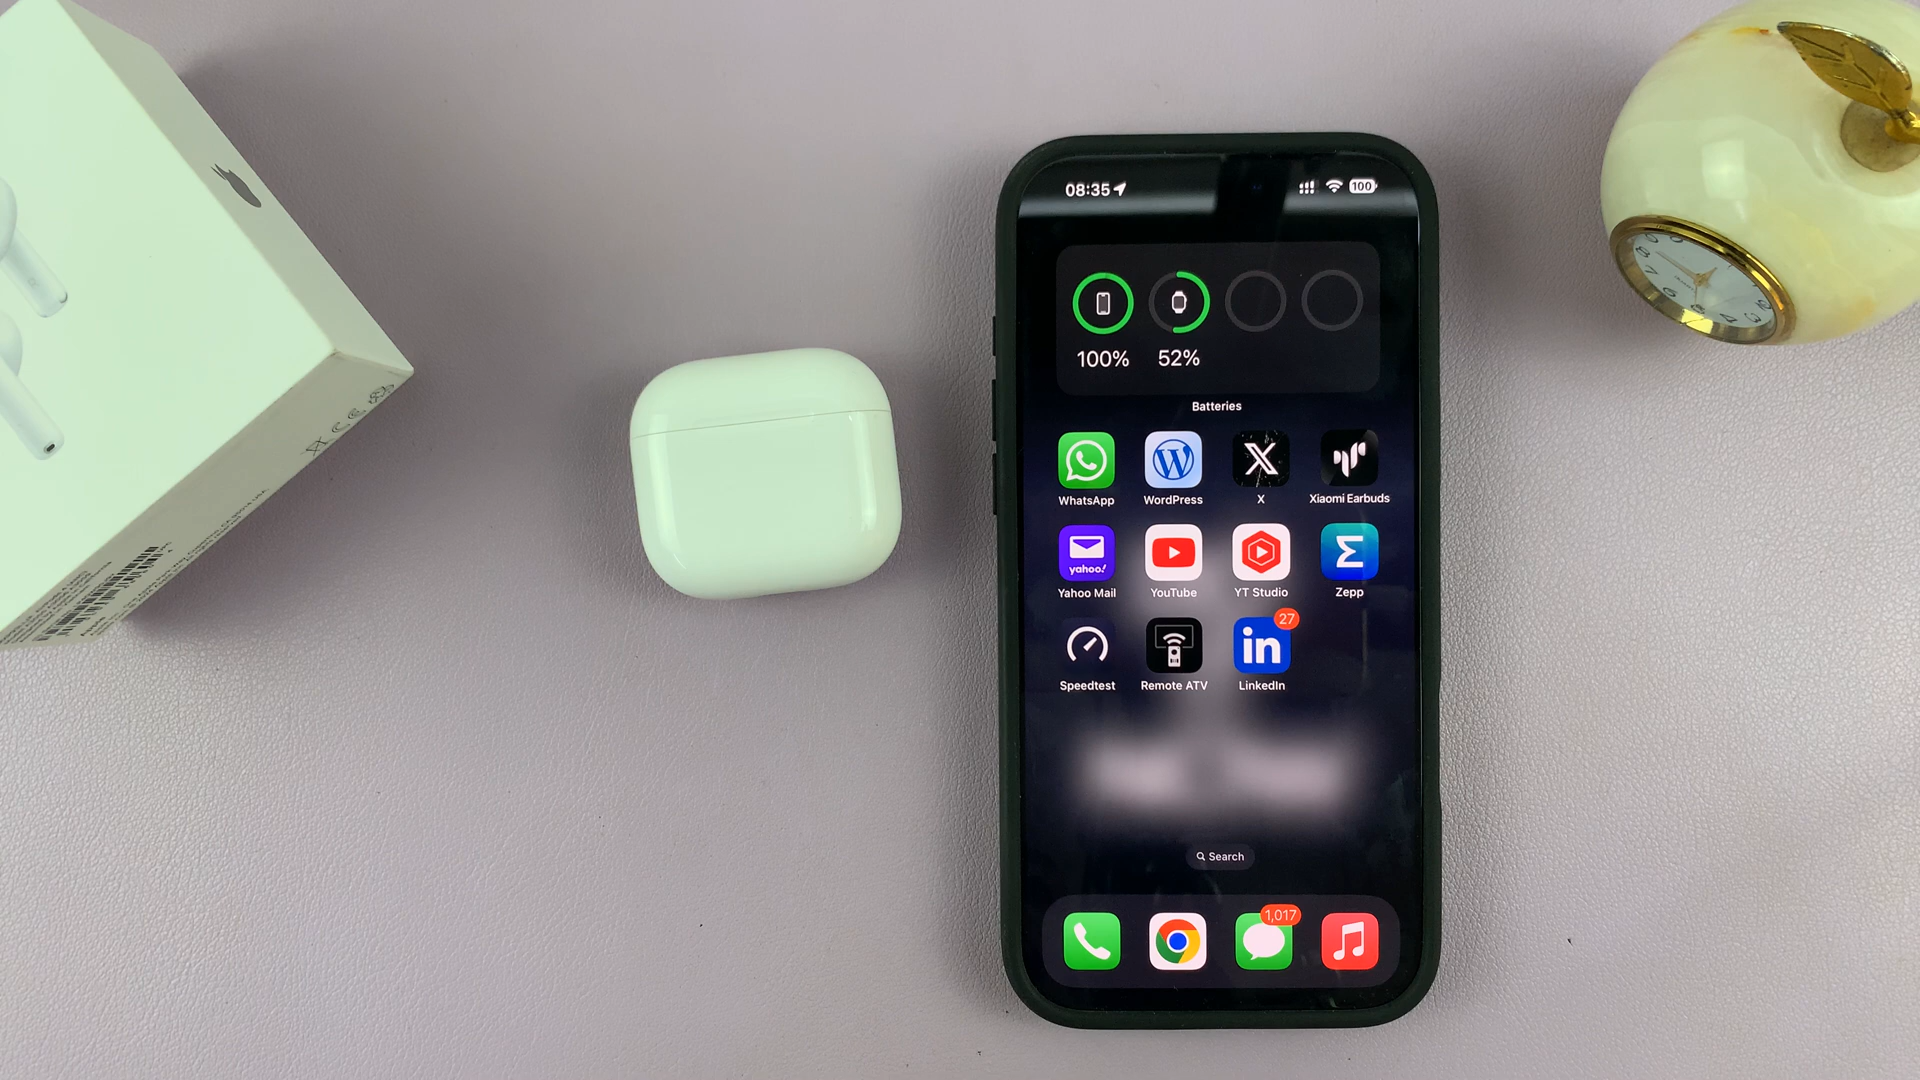 08:35
100
100%
52%
Batteries
WhatsApp
WordPress
X
Xiaomi Earbuds
yahoo!
Yahoo Mail
YouTube
YT Studio
Zepp
27
in
Speedtest
Remote ATV
LinkedIn
Search
1,017